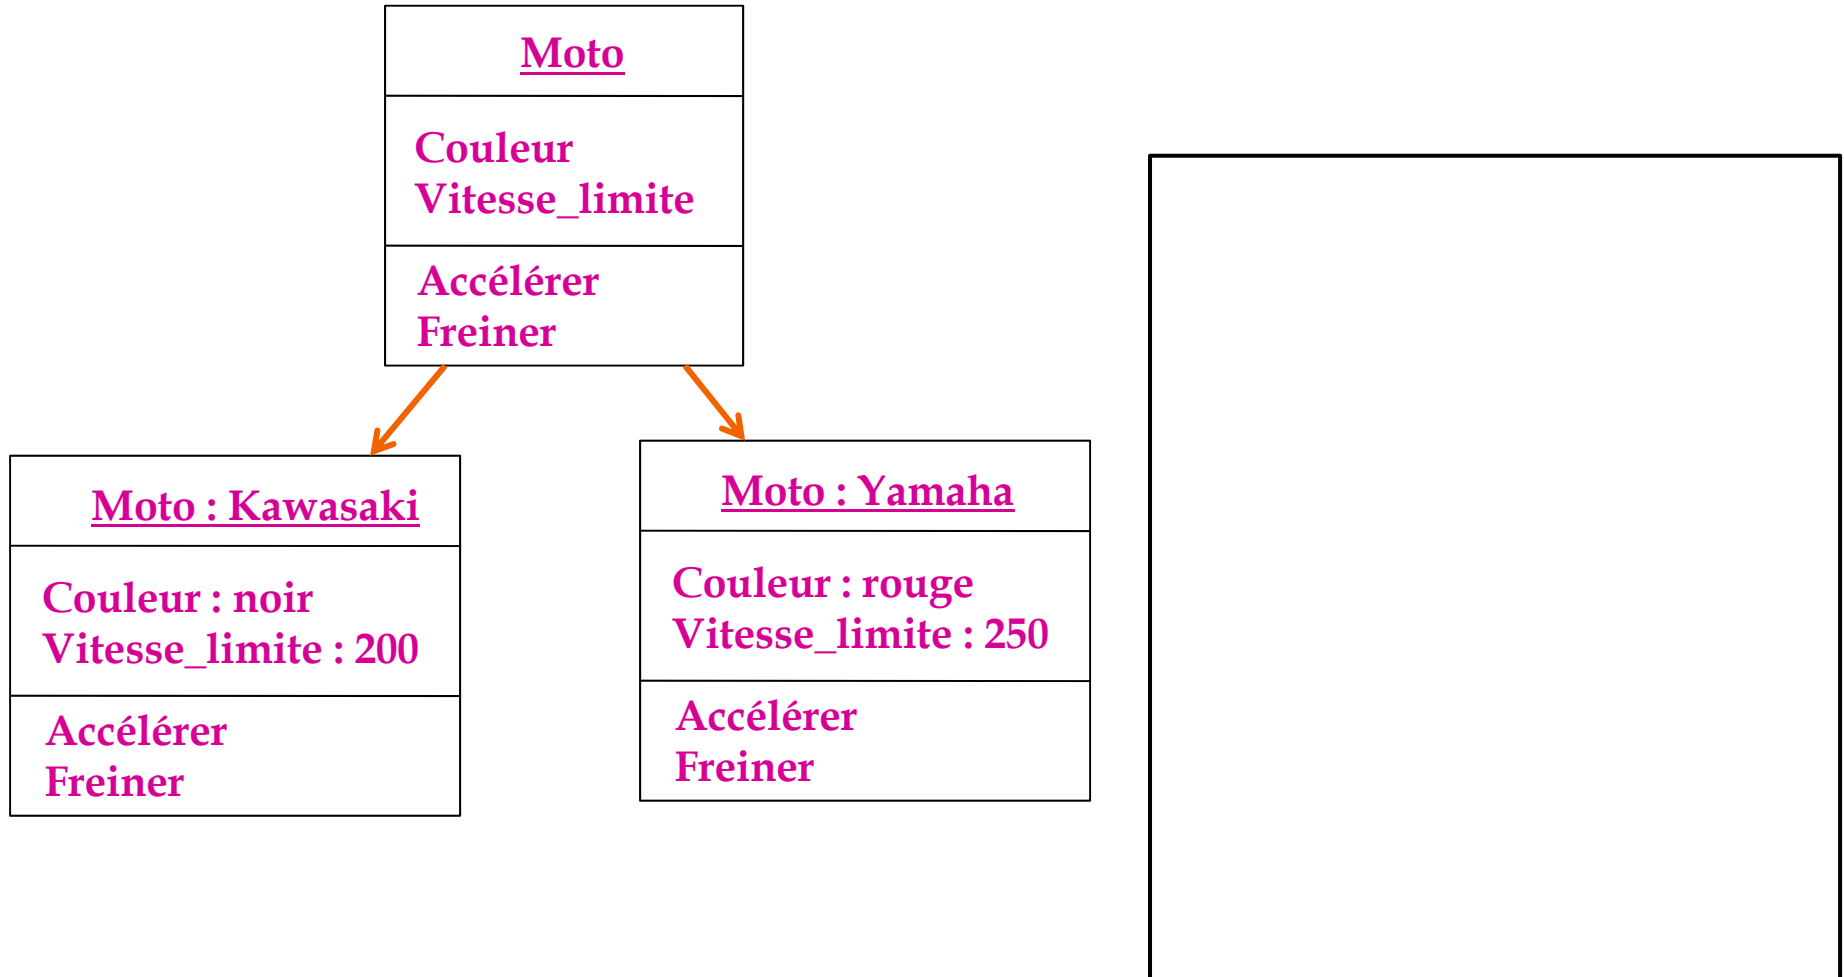 Moto
Couleur
Vitesse_limite
Accélérer
Freiner
Moto : Kawasaki
Couleur : noir
Vitesse_limite : 200
Accélérer
Freiner
Moto : Yamaha
Couleur : rouge
Vitesse_limite : 250
Accélérer
Freiner